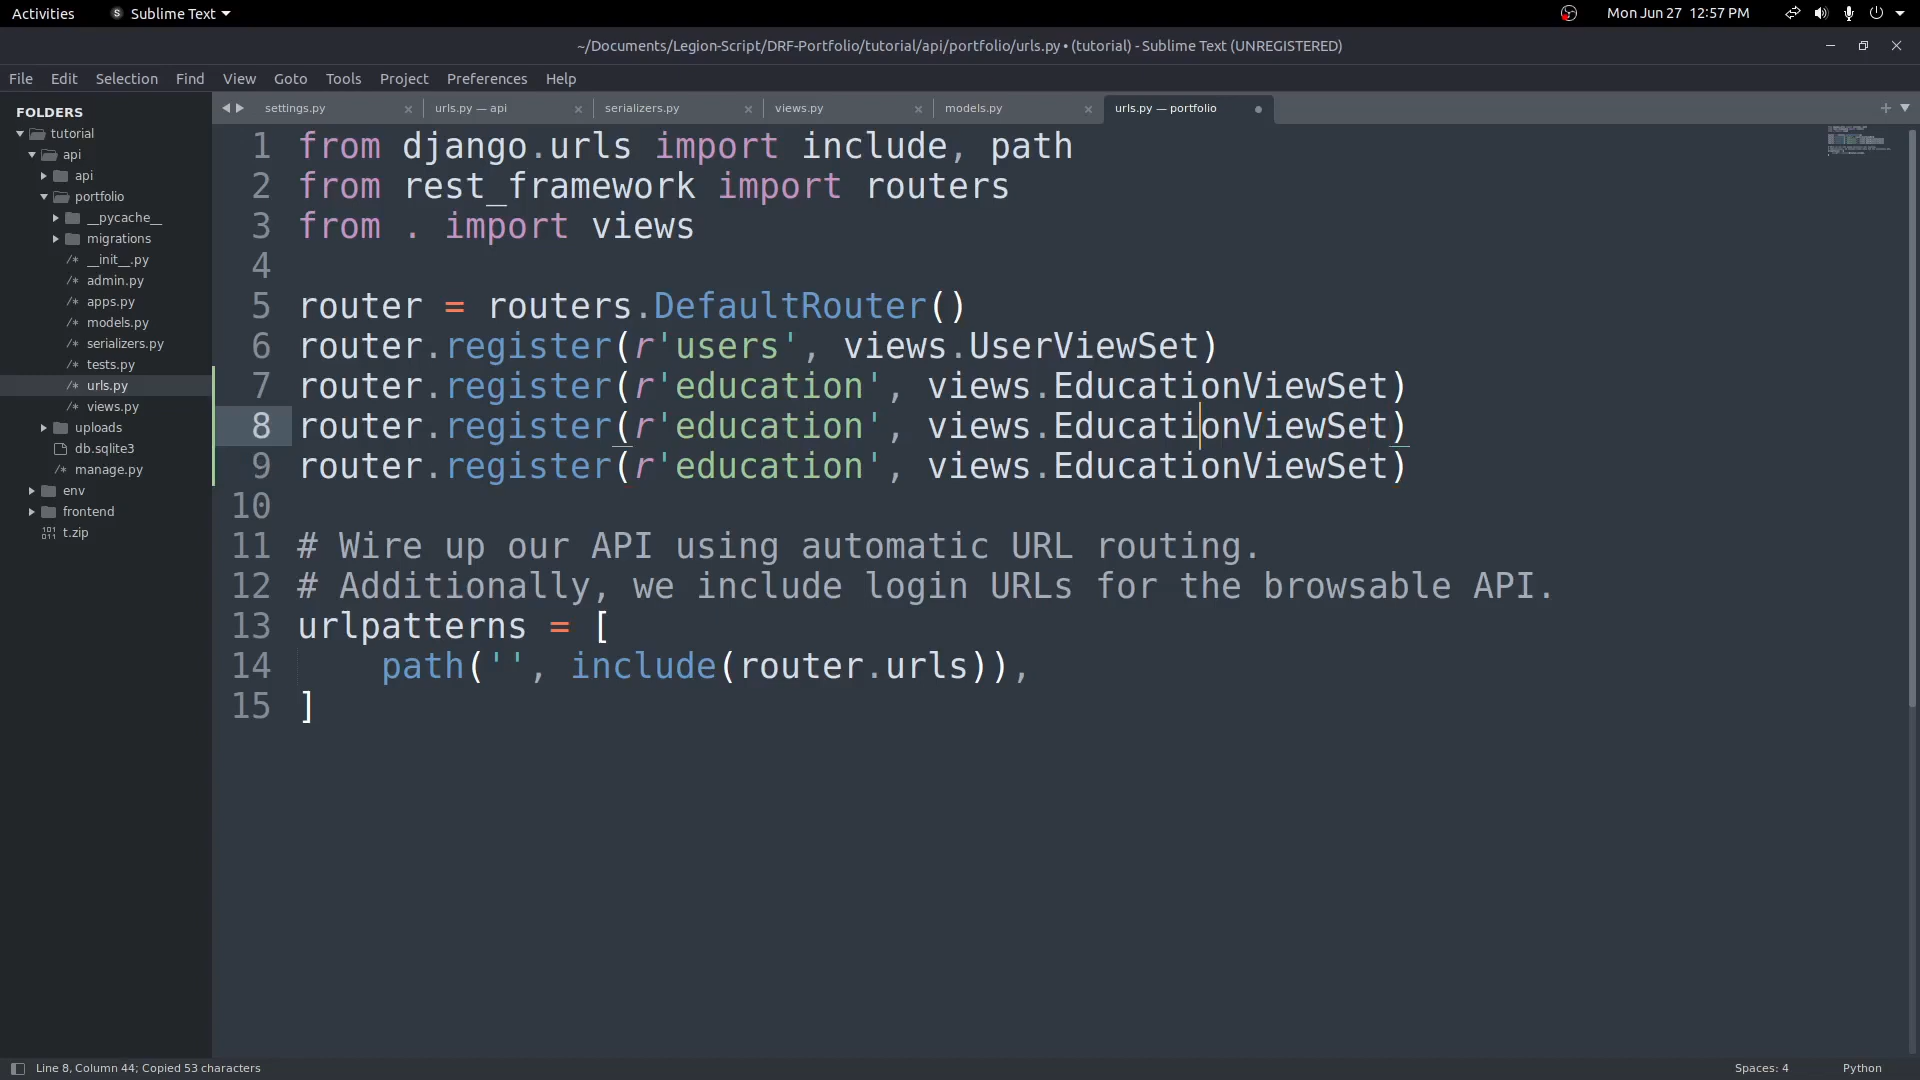 Activities Sublime Text Mon Jun 27 12:57 PM
~/Documents/Legion-Script/DRF-Portfolio/tutorial/api/portfolio/urls.py • (tutorial) - Sublime Text (UNREGISTERED)
File Edit Selection Find View Goto Tools Project Preferences Help
FOLDERS
tutorial
api
api
portfolio
__pycache__
migrations
/* __init__.py
/* admin.py
/* apps.py
/* models.py
/* serializers.py
/* tests.py
/* urls.py
/* views.py
uploads
db.sqlite3
/* manage.py
env
frontend
t.zip
settings.py urls.py — api serializers.py views.py models.py urls.py — portfolio
1 from django.urls import include, path
2 from rest_framework import routers
3 from . import views
4
5 router = routers.DefaultRouter()
6 router.register(r'users', views.UserViewSet)
7 router.register(r'education', views.EducationViewSet)
8 router.register(r'education', views.EducationViewSet)
9 router.register(r'education', views.EducationViewSet)
10
11 # Wire up our API using automatic URL routing.
12 # Additionally, we include login URLs for the browsable API.
13 urlpatterns = [
14     path('', include(router.urls)),
15 ]
Line 8, Column 44; Copied 53 characters Spaces: 4 Python